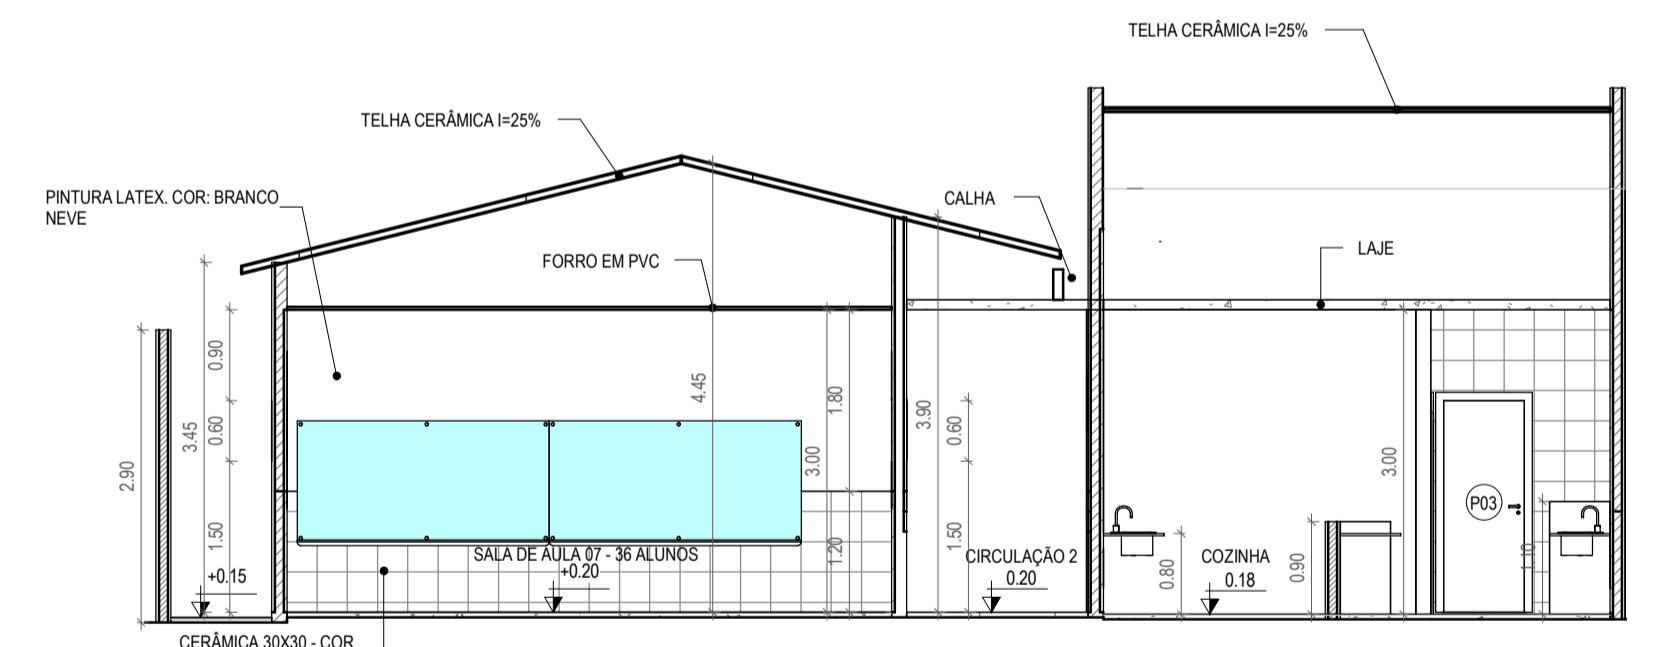 TELHA CERÂMICA I=25%
TELHA CERÂMICA I=25%
PINTURA LATEX. COR: BRANCO
NEVE
CALHA
FORRO EM PVC
LAJE
2.90
3.45
0.90
0.60
1.50
4.45
3.00
1.80
1.20
3.90
0.60
1.50
3.00
P03
SALA DE AULA 07 - 36 ALUNOS
+0.20
+0.15
CIRCULAÇÃO 2
0.20
COZINHA
0.18
0.80
0.90
1.10
CERÂMICA 30X30 - COR